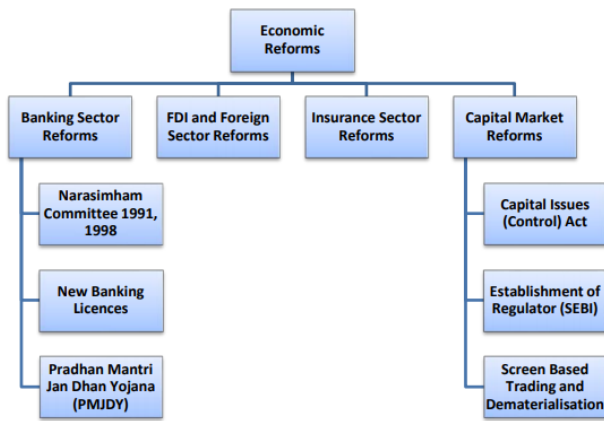 Economic
Reforms
Banking Sector
Reforms
FDI and Foreign
Sector Reforms
Insurance Sector
Reforms
Capital Market
Reforms
Narasimham
Committee 1991,
1998
New Banking
Licences
Pradhan Mantri
Jan Dhan Yojana
(PMJDY)
Capital Issues
(Control) Act
Establishment of
Regulator (SEBI)
Screen Based
Trading and
Dematerialisation